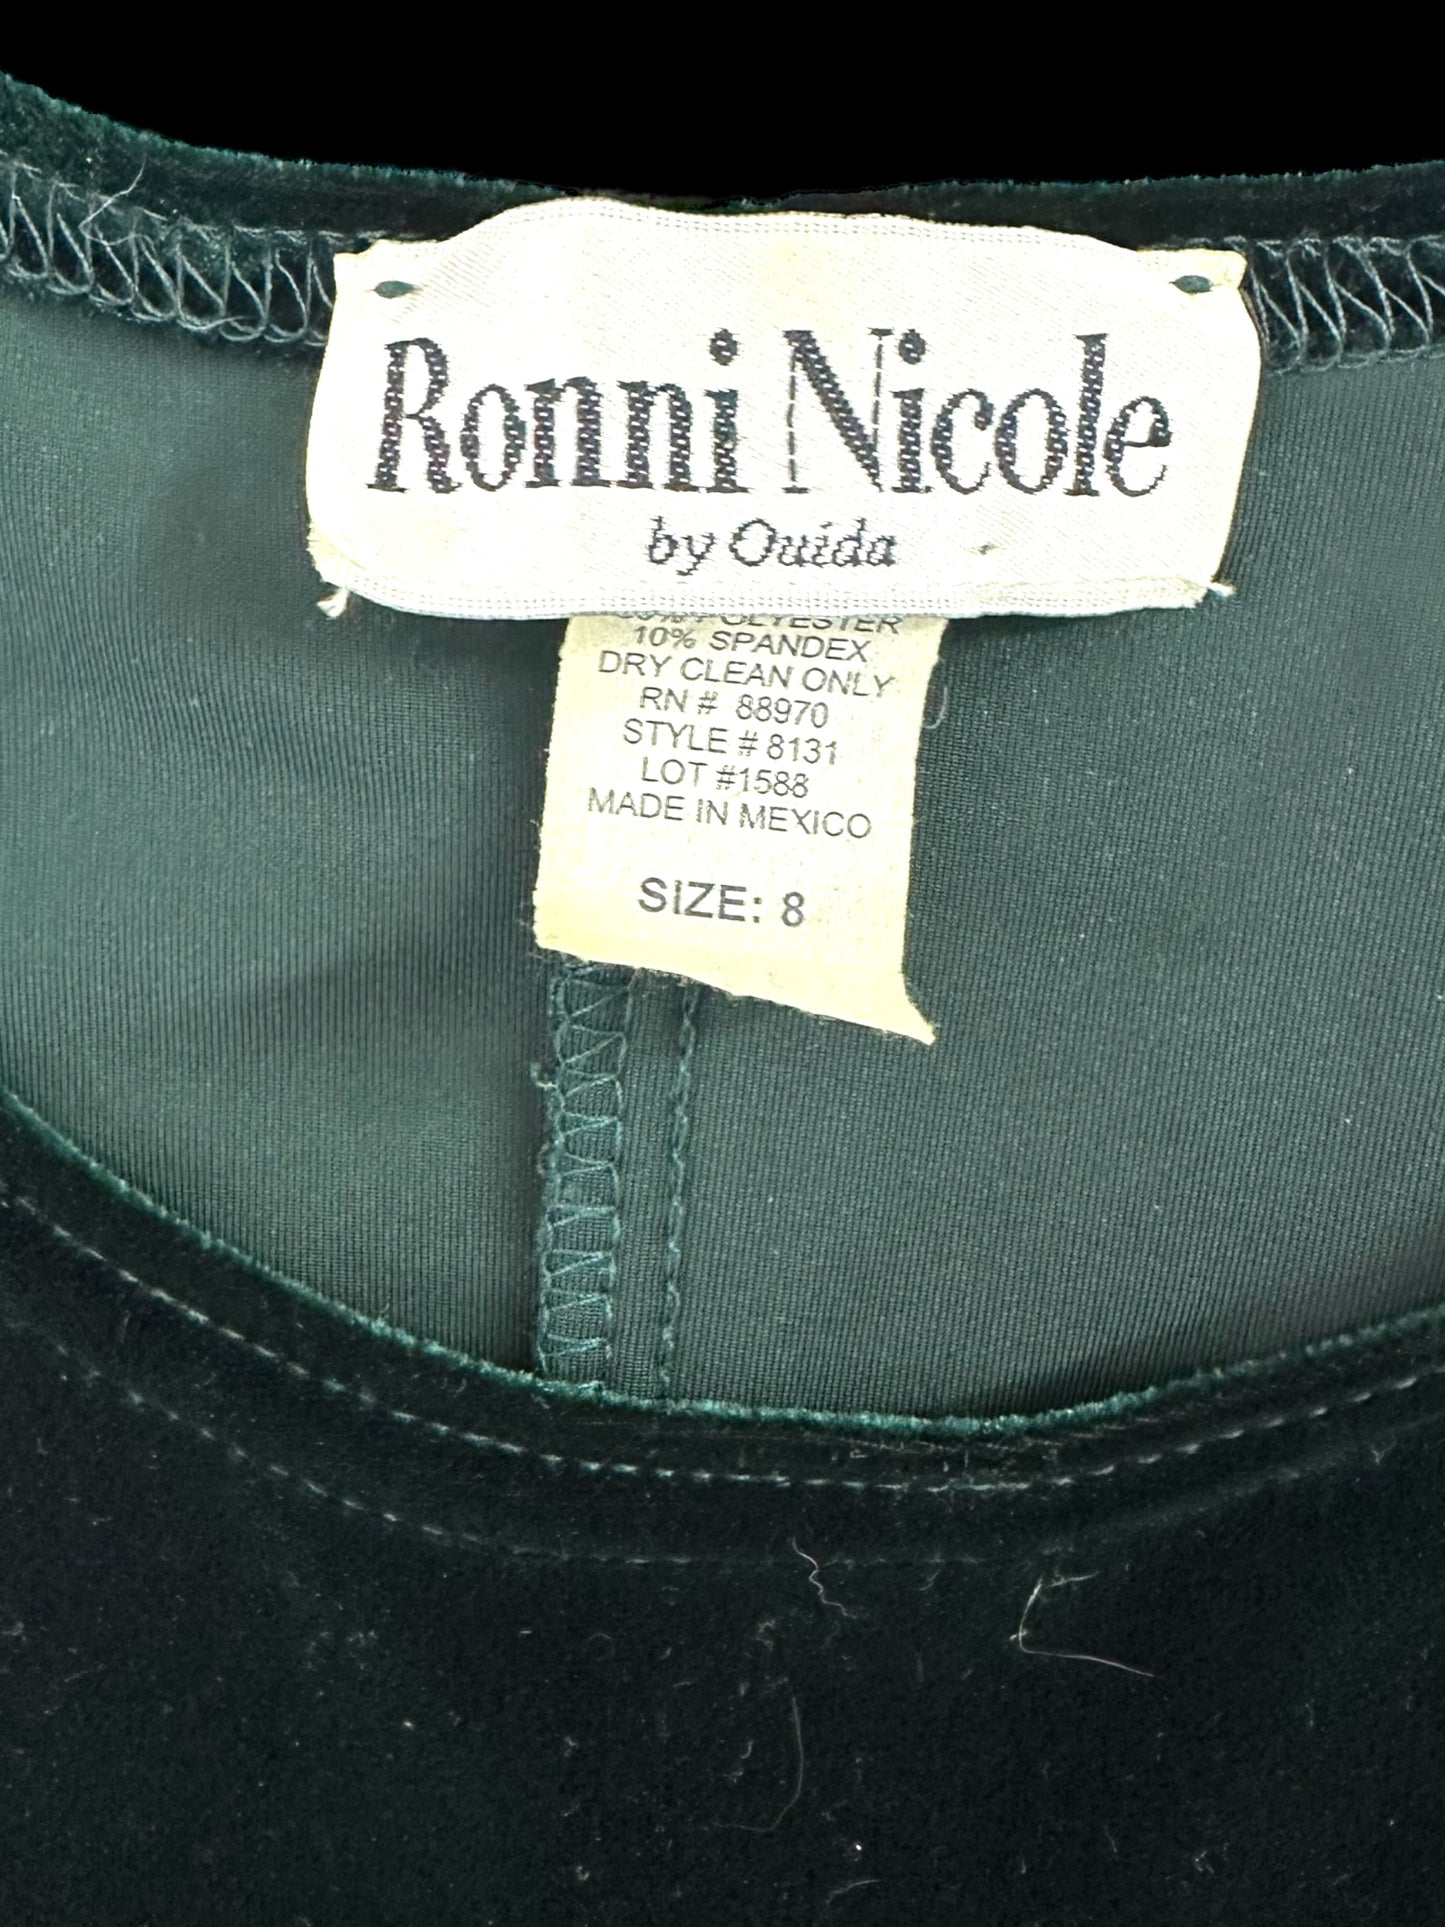 Ronni Nicole
by Ouida
POLYESTER
10% SPANDEX
DRY CLEAN ONLY
RN # 88970
STYLE # 8131
LOT #1588
MADE IN MEXICO
SIZE: 8